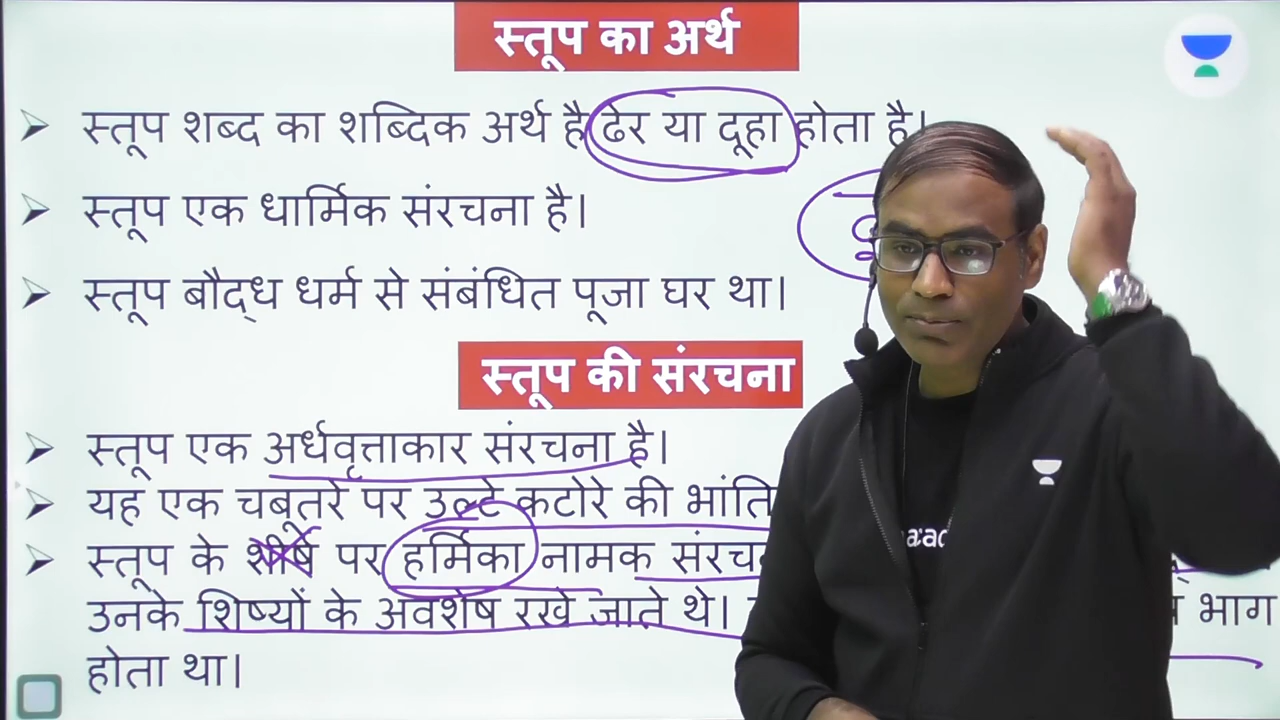 स्तूप का अर्थ
स्तूप शब्द का शब्दिक अर्थ है ढेर या दूहा होता है।
स्तूप एक धार्मिक संरचना है।
स्तूप बौद्ध धर्म से संबंधित पूजा घर था।
स्तूप की संरचना
स्तूप एक अर्धवृत्ताकार संरचना है।
यह एक चबूतरे पर उल्टे कटोरे की भांति
स्तूप के शीर्ष पर हर्मिका नामक
उनके शिष्यों के अवशेष रखे जाते थे। भाग
होता था।